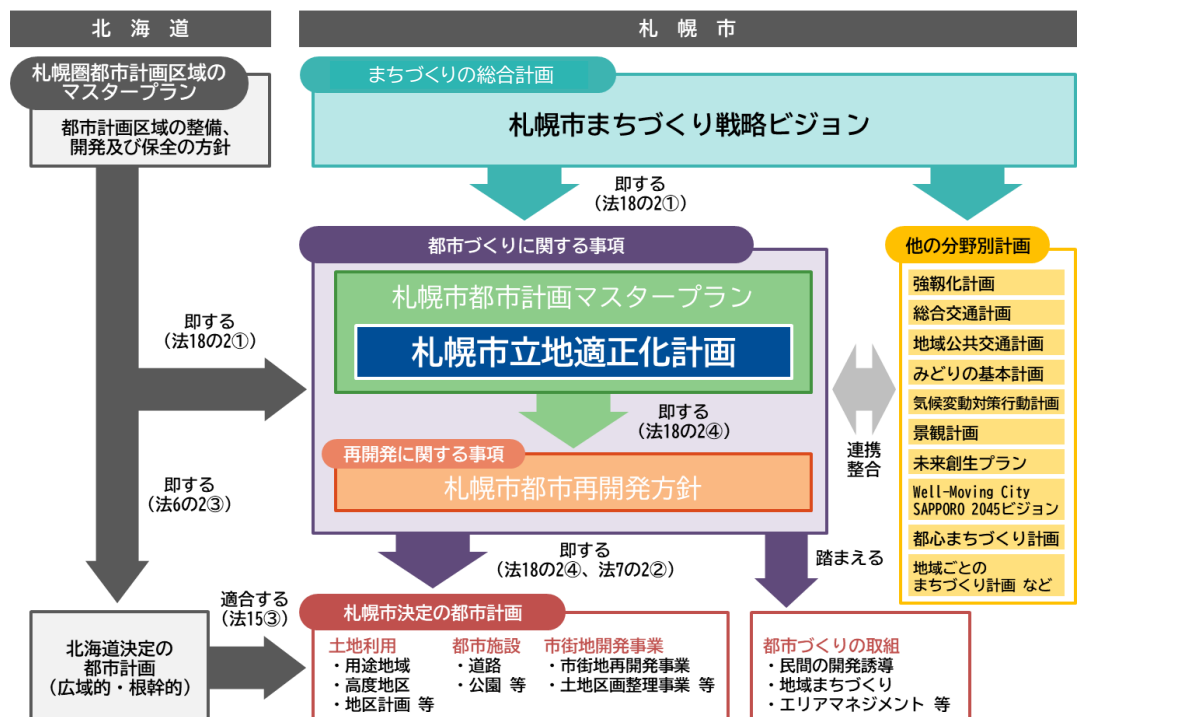 北海道
札幌圏都市計画区域の
マスタープラン
都市計画区域の整備、
開発及び保全の方針
札幌市
まちづくりの総合計画
札幌市まちづくり戦略ビジョン
即する
（法18の2①）
都市づくりに関する事項
札幌市都市計画マスタープラン
札幌市立地適正化計画
即する
（法18の2①）
即する
（法18の2④）
再開発に関する事項
札幌市都市再開発方針
連携
整合
他の分野別計画
強靱化計画
総合交通計画
地域公共交通計画
みどりの基本計画
気候変動対策行動計画
景観計画
未来創生プラン
Well-Moving City
SAPPORO 2045ビジョン
都心まちづくり計画
地域ごとの
まちづくり計画 など
即する
（法6の2③）
即する
（法18の2④、法7の2②）
踏まえる
北海道決定の
都市計画
（広域的・根幹的）
適合する
（法15③）
札幌市決定の都市計画
土地利用
・用途地域
・高度地区
・地区計画 等
都市施設
・道路
・公園 等
市街地開発事業
・市街地再開発事業
・土地区画整理事業 等
都市づくりの取組
・民間の開発誘導
・地域まちづくり
・エリアマネジメント 等